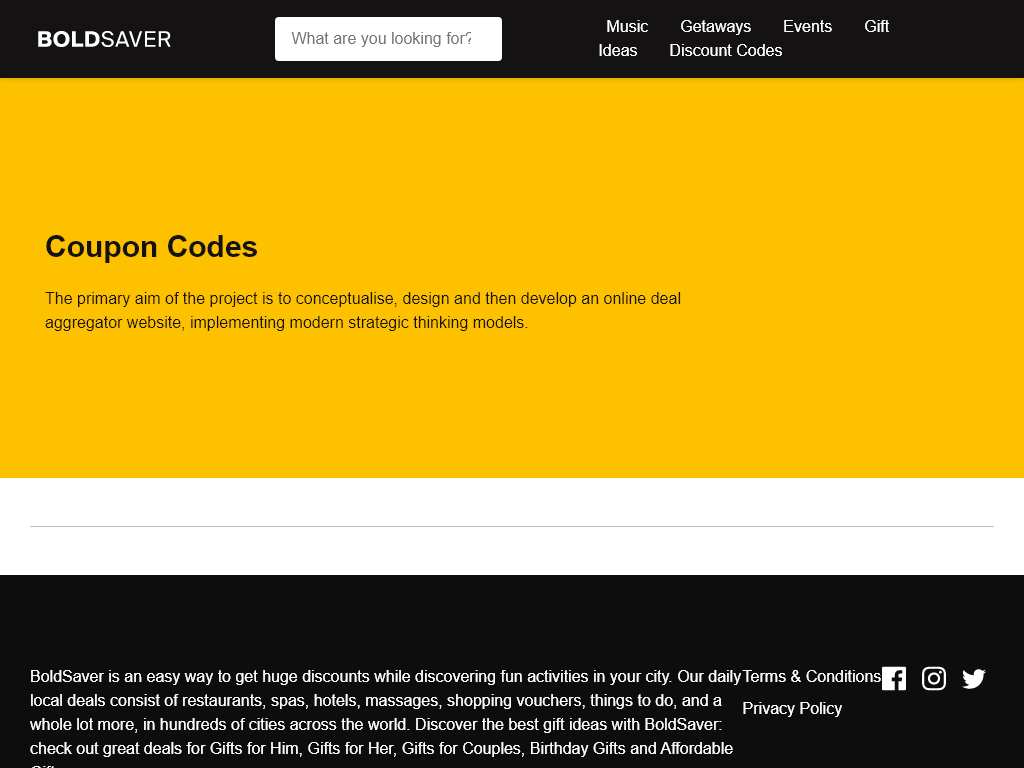 BOLDSAVER
What are you looking for?
Music Getaways Events Gift
Ideas Discount Codes
Coupon Codes
The primary aim of the project is to conceptualise, design and then develop an online deal
aggregator website, implementing modern strategic thinking models.
BoldSaver is an easy way to get huge discounts while discovering fun activities in your city. Our daily
local deals consist of restaurants, spas, hotels, massages, shopping vouchers, things to do, and a
whole lot more, in hundreds of cities across the world. Discover the best gift ideas with BoldSaver:
check out great deals for Gifts for Him, Gifts for Her, Gifts for Couples, Birthday Gifts and Affordable
Terms & Conditions
Privacy Policy